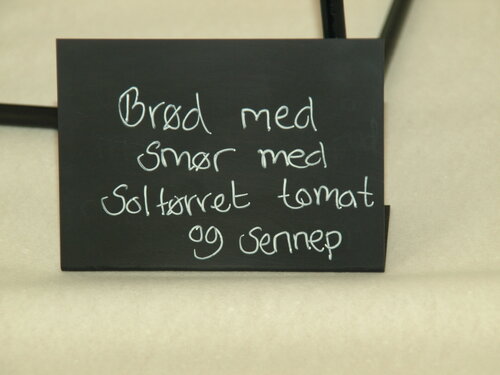 Brød med
smør med
Soltørret tomat
og sennep